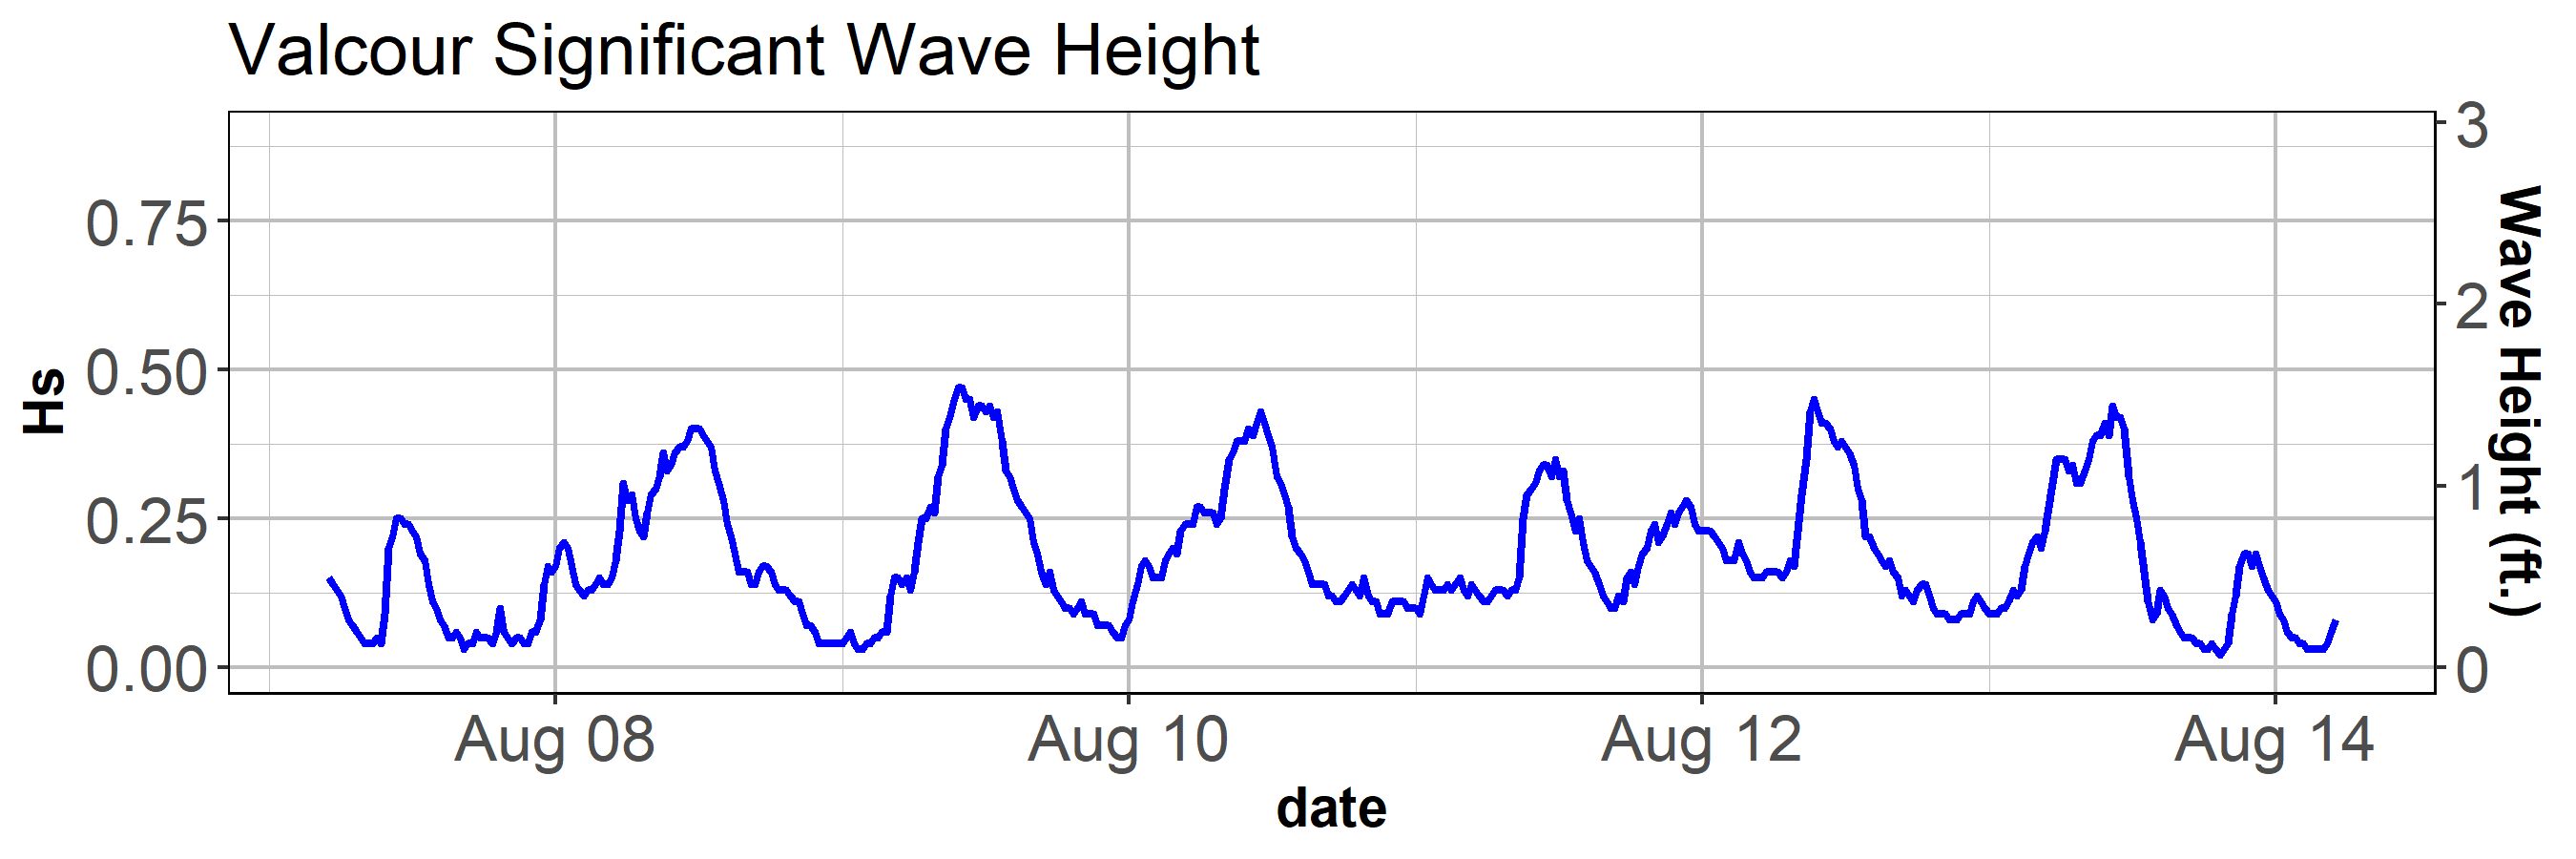 Valcour Significant Wave Height
Hs
0.75
0.50
0.25
0.00
3
2
1
0
Wave Height (ft.)
Aug 08
Aug 10
Aug 12
Aug 14
date